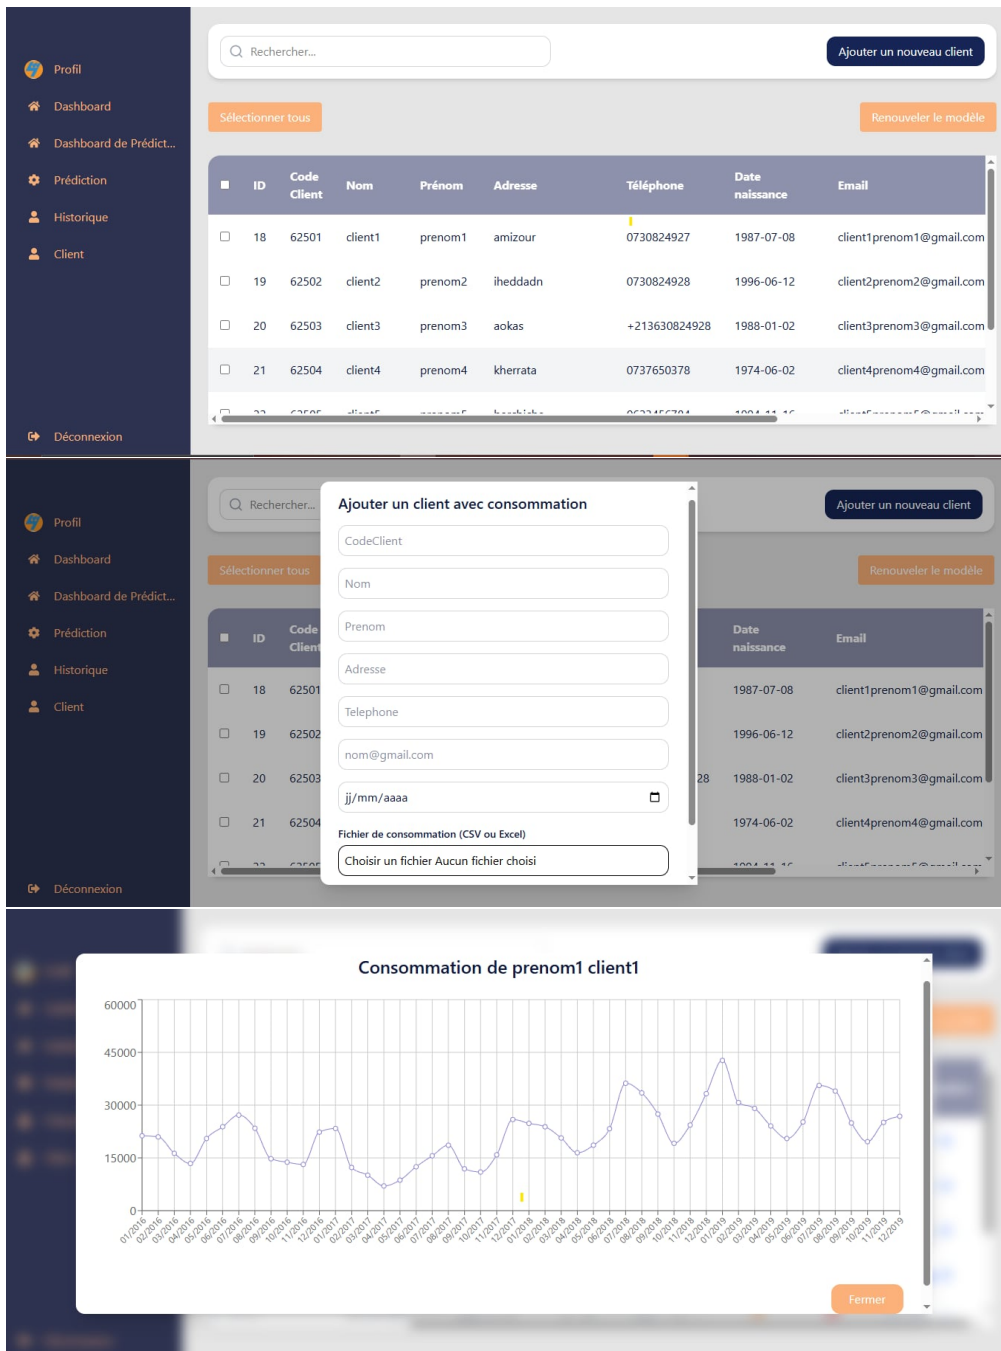 Rechercher...
Ajouter un nouveau client
Profil
Dashboard
Sélectionner tous
Renouveler le modèle
Dashboard de Prédict...
Prédiction
ID Code Client Nom Prénom Adresse Téléphone Date naissance Email
Historique
18 62501 client1 prenom1 amizour 0730824927 1987-07-08 client1prenom1@gmail.com
Client
19 62502 client2 prenom2 iheddadn 0730824928 1996-06-12 client2prenom2@gmail.com
20 62503 client3 prenom3 aokas +213630824928 1988-01-02 client3prenom3@gmail.com
21 62504 client4 prenom4 kherrata 0737650378 1974-06-02 client4prenom4@gmail.com
Déconnexion
Rechercher...
Ajouter un client avec consommation
Ajouter un nouveau client
Profil
CodeClient
Dashboard
Sélectionner tous
Nom
Renouveler le modèle
Dashboard de Prédict...
Prenom
Prédiction
ID Code Client
Date naissance Email
Historique
Adresse
18 62501
1987-07-08 client1prenom1@gmail.com
Client
Telephone
19 62502
1996-06-12 client2prenom2@gmail.com
nom@gmail.com
20 62503
28 1988-01-02 client3prenom3@gmail.com
jj/mm/aaaa
21 62504
1974-06-02 client4prenom4@gmail.com
Fichier de consommation (CSV ou Excel)
Choisir un fichier Aucun fichier choisi
Déconnexion
Consommation de prenom1 client1
60000
45000
30000
15000
0
01/2016 02/2016 03/2016 04/2016 05/2016 06/2016 07/2016 08/2016 09/2016 10/2016 11/2016 12/2016 01/2017 02/2017 03/2017 04/2017 05/2017 06/2017 07/2017 08/2017 09/2017 10/2017 11/2017 12/2017 01/2018 02/2018 03/2018 04/2018 05/2018 06/2018 07/2018 08/2018 09/2018 10/2018 11/2018 12/2018 01/2019 02/2019 03/2019 04/2019 05/2019 06/2019 07/2019 08/2019 09/2019 10/2019 11/2019 12/2019
Fermer